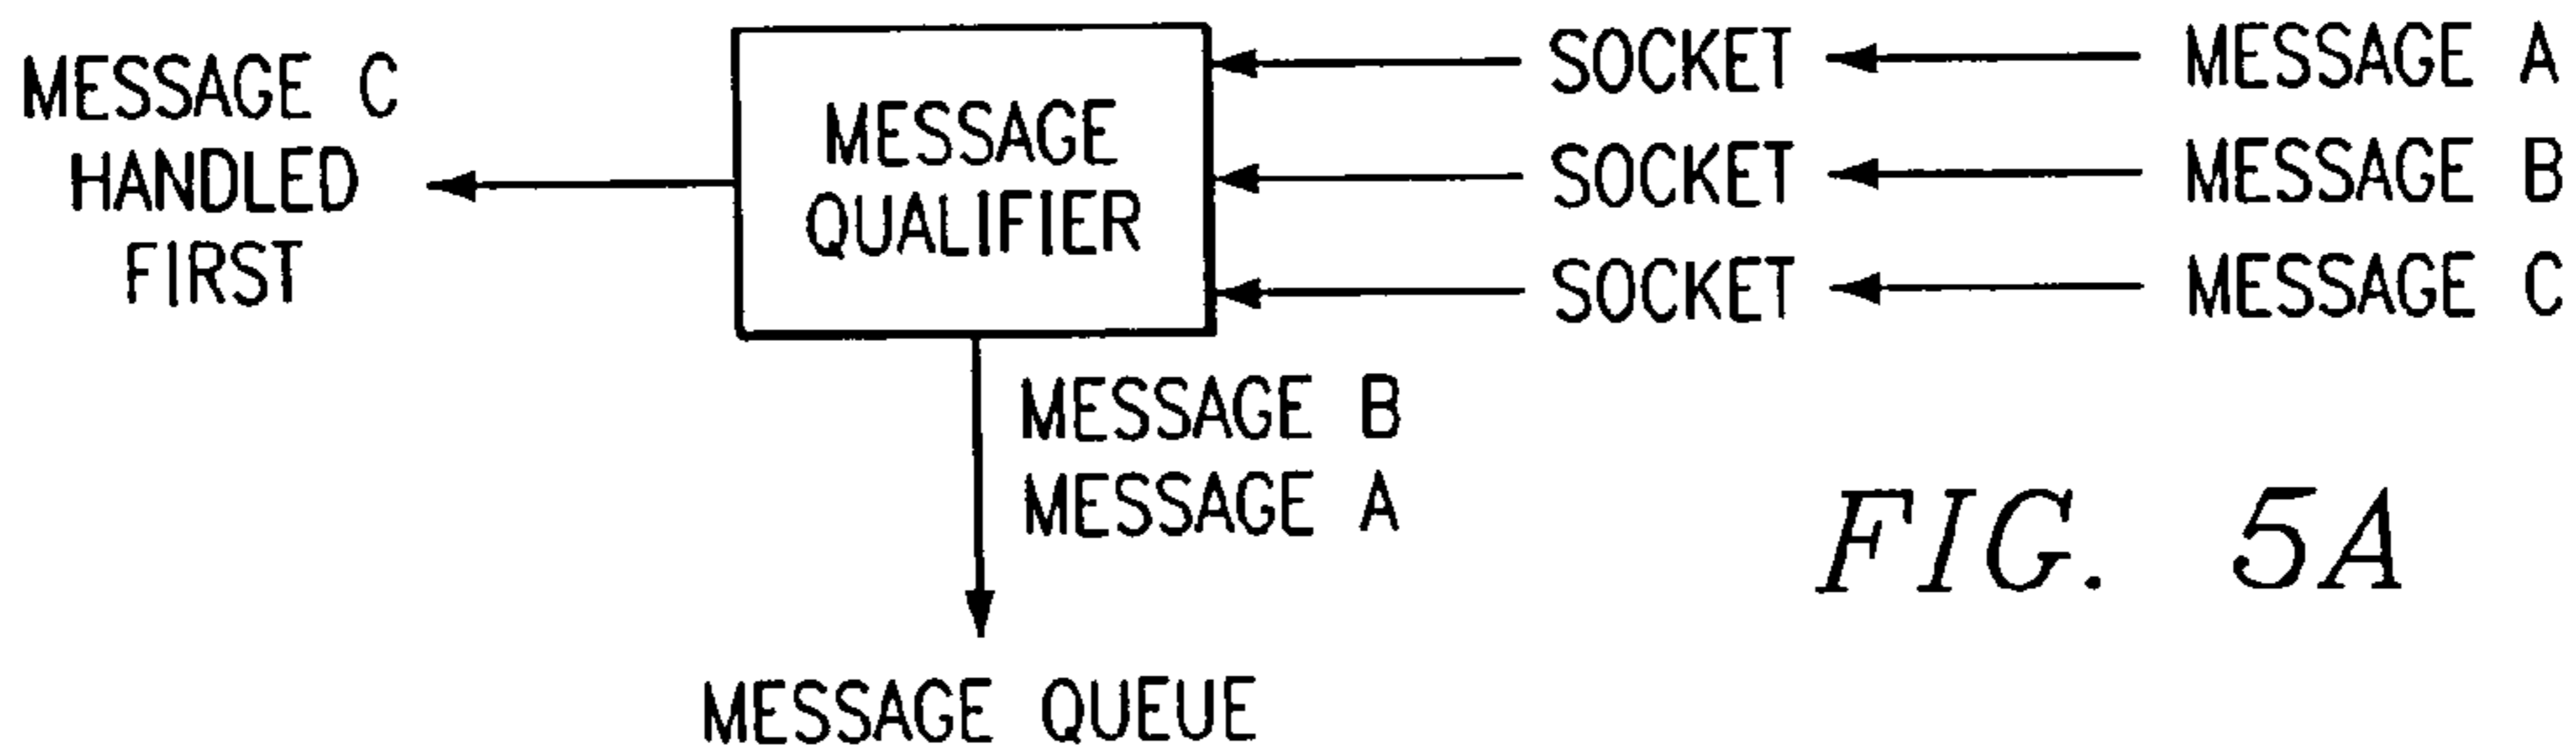 MESSAGE C
HANDLED
FIRST
MESSAGE
QUALIFIER
SOCKET
MESSAGE A
SOCKET
MESSAGE B
SOCKET
MESSAGE C
MESSAGE B
MESSAGE A
MESSAGE QUEUE
FIG. 5A